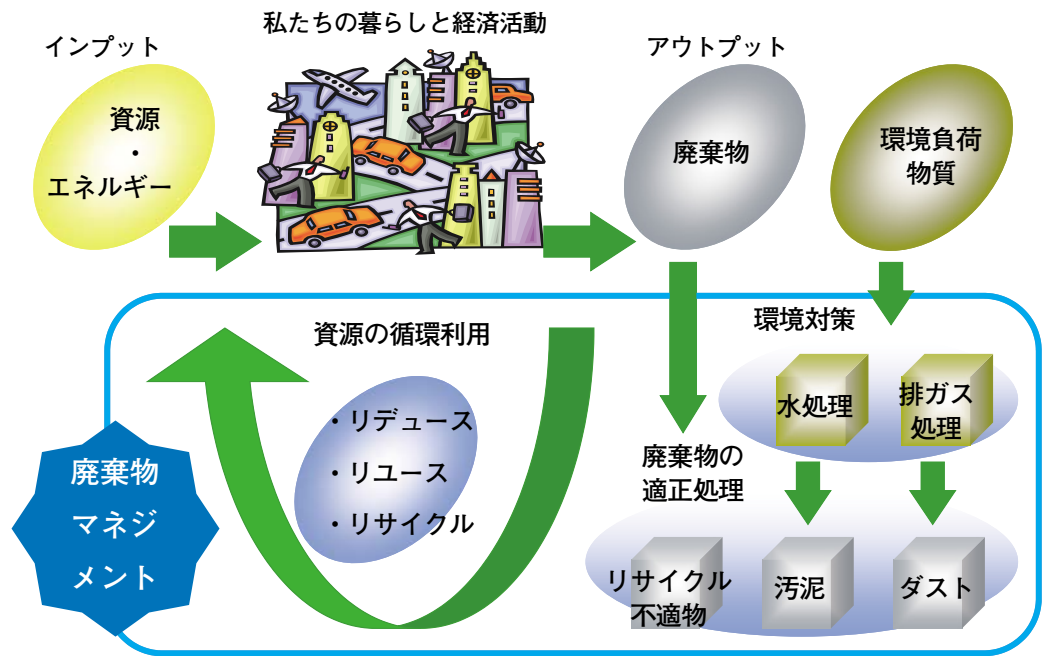 私たちの暮らしと経済活動
インプット
アウトプット
資源
・
エネルギー
廃棄物
環境負荷
物質
資源の循環利用
環境対策
・リデュース
・リユース
・リサイクル
水処理
排ガス
処理
廃棄物の
適正処理
廃棄物
マネジ
メント
リサイクル
不適物
汚泥
ダスト